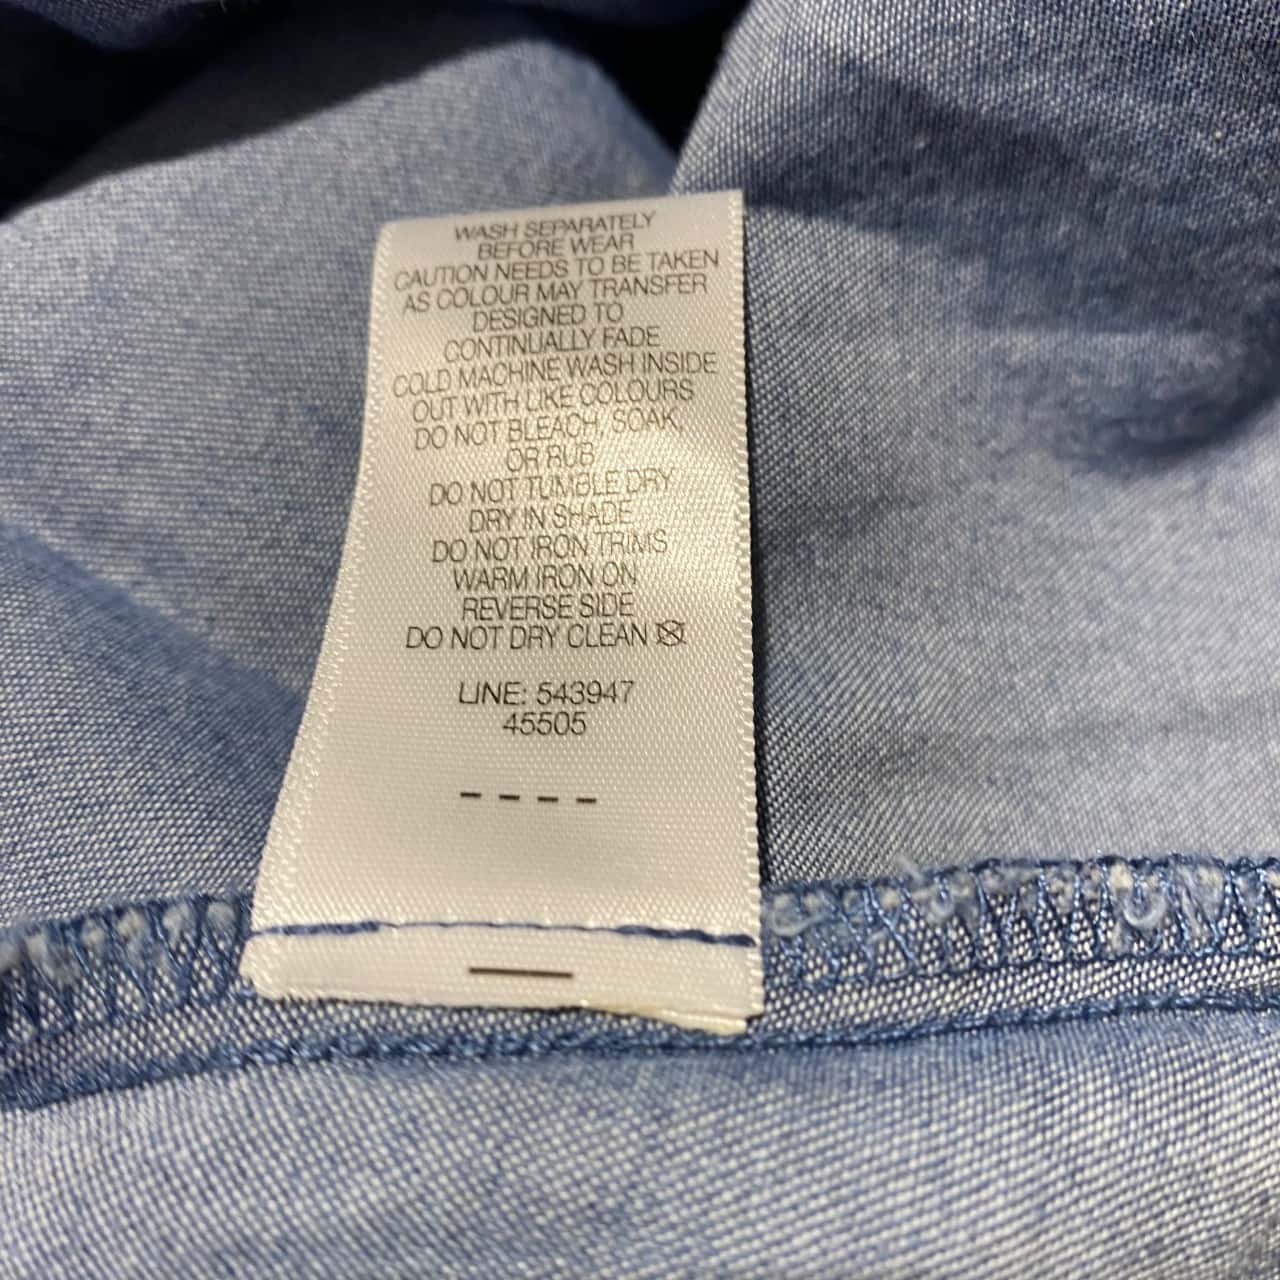 WASH SEPARATELY
BEFORE WEAR
CAUTION NEEDS TO BE TAKEN
AS COLOUR MAY TRANSFER
DESIGNED TO
CONTINUALLY FADE
COLD MACHINE WASH INSIDE
OUT WITH LIKE COLOURS
DO NOT BLEACH, SOAK,
OR RUB
DO NOT TUMBLE DRY
DRY IN SHADE
DO NOT IRON TRIMS
WARM IRON ON
REVERSE SIDE
DO NOT DRY CLEAN
LINE: 543947
45505
----